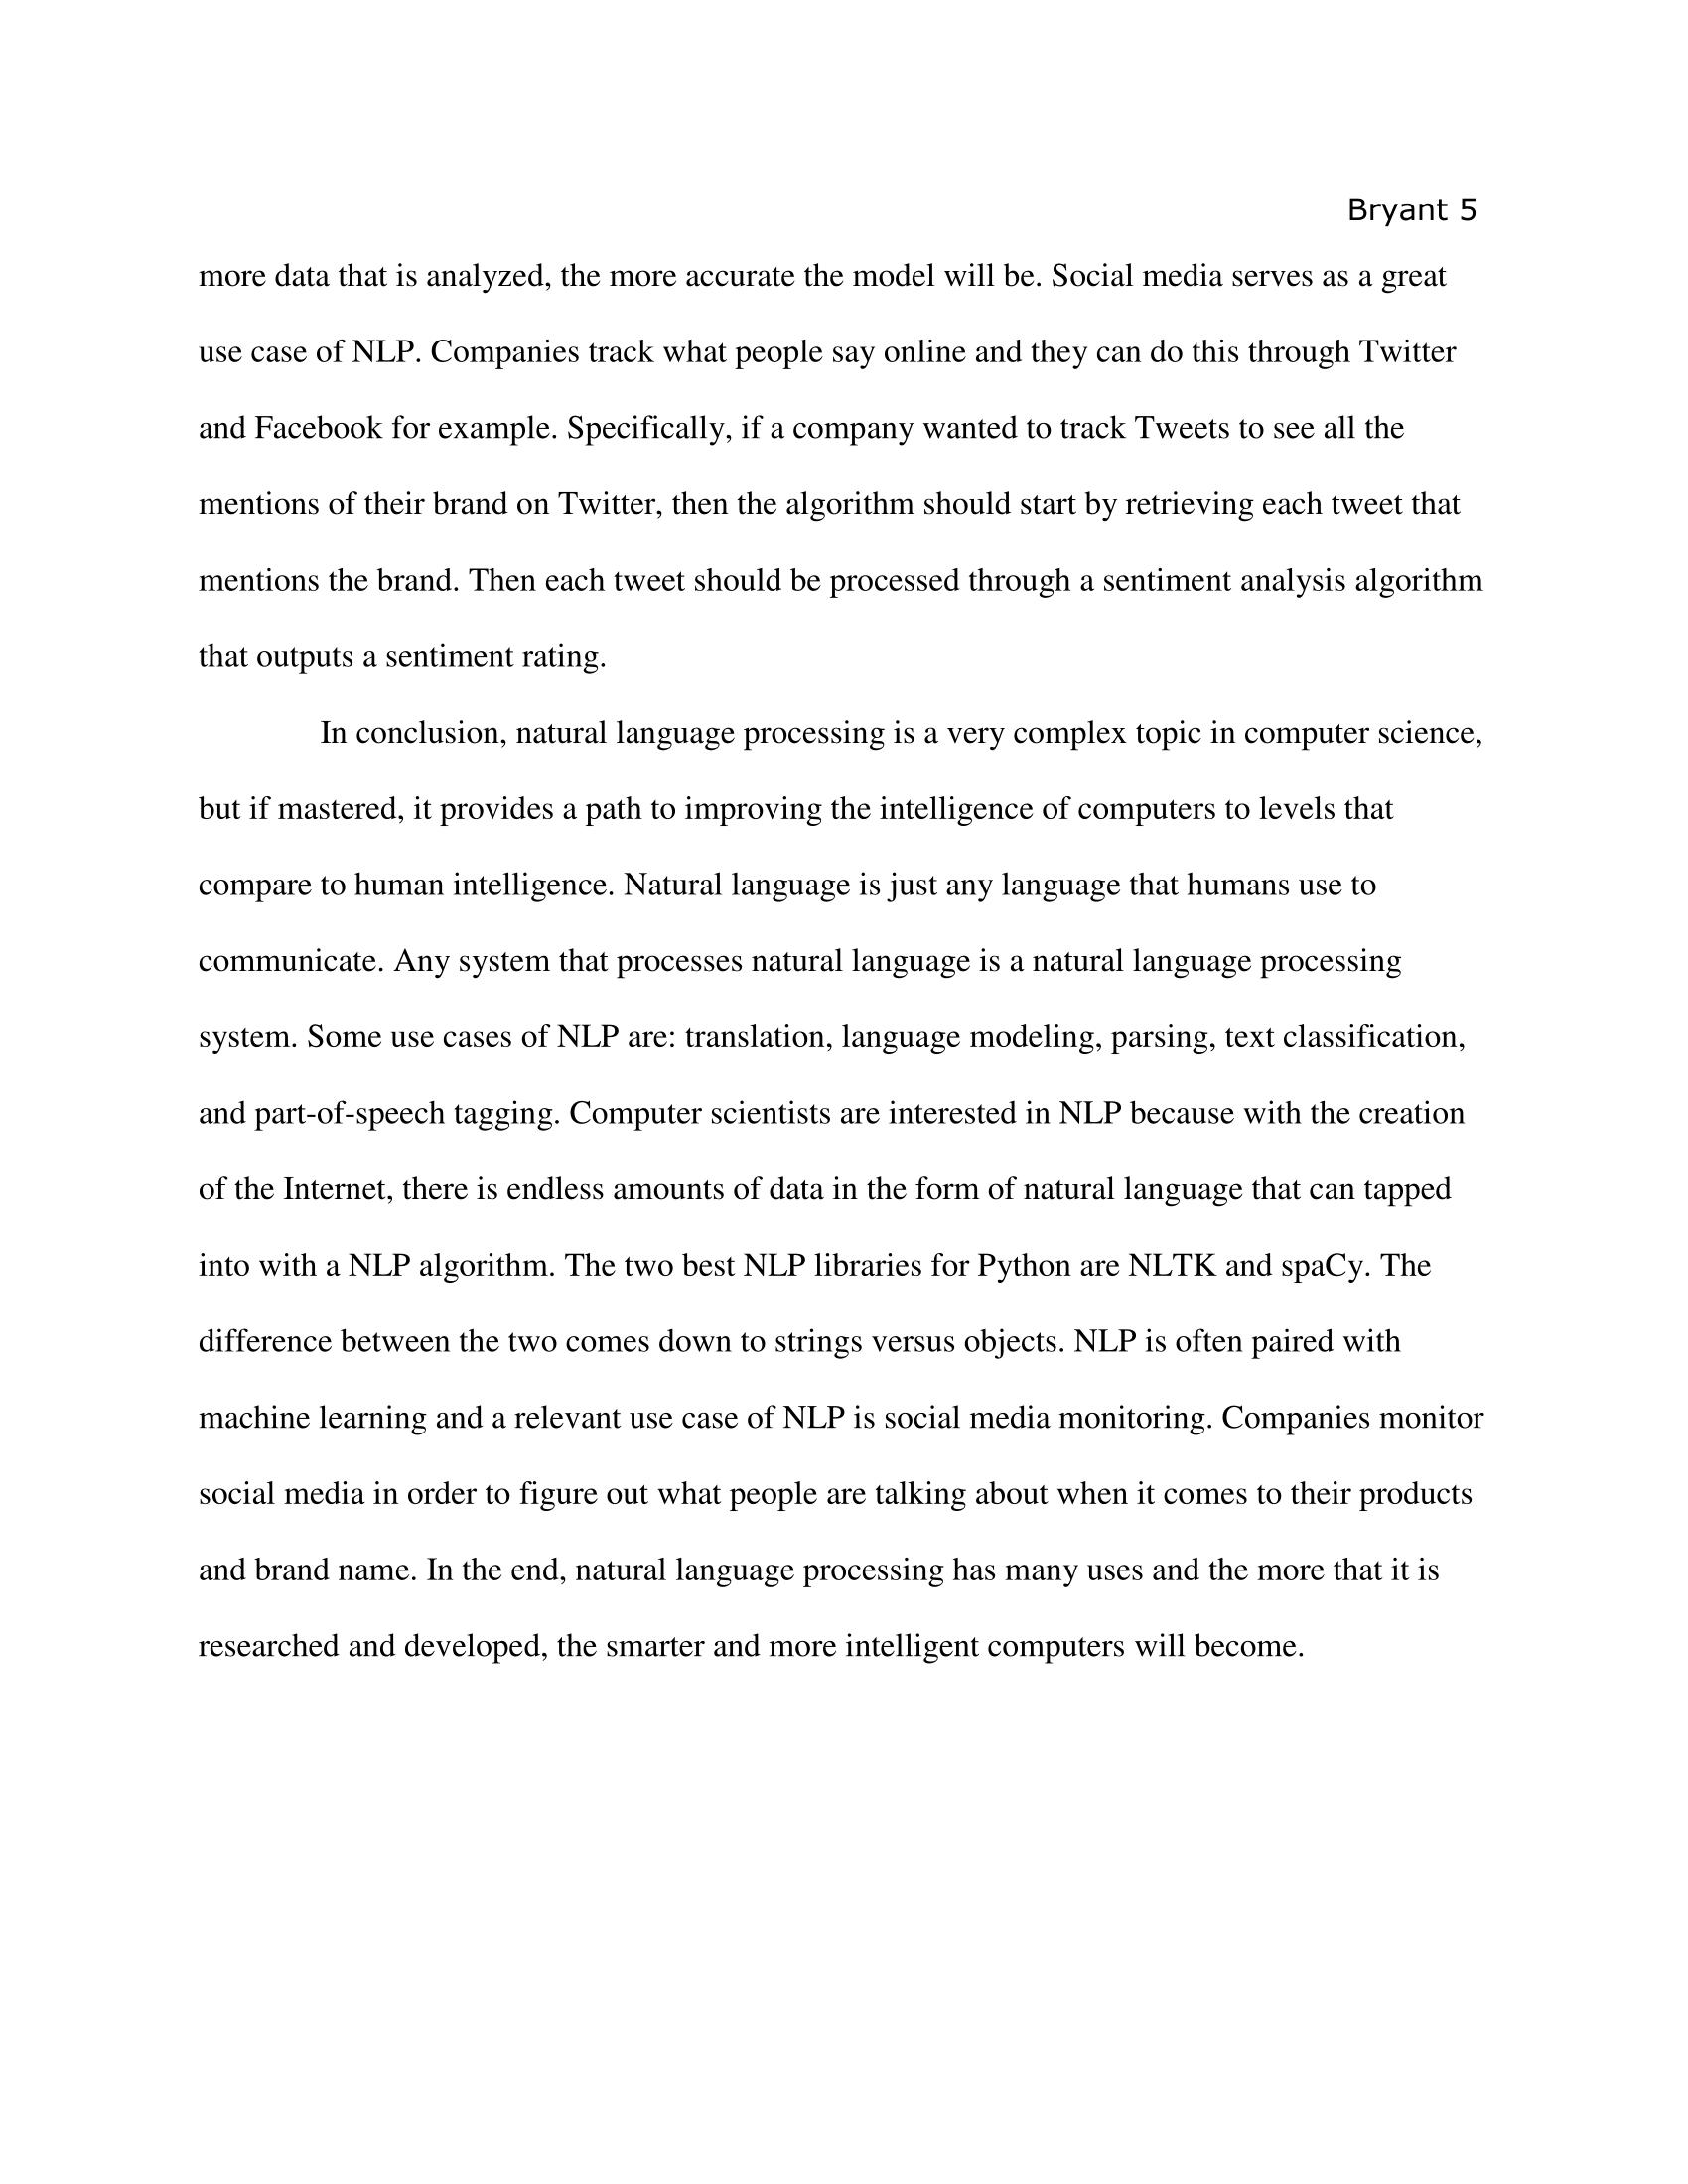 Bryant 5
more data that is analyzed, the more accurate the model will be. Social media serves as a great
use case of NLP. Companies track what people say online and they can do this through Twitter
and Facebook for example. Specifically, if a company wanted to track Tweets to see all the
mentions of their brand on Twitter, then the algorithm should start by retrieving each tweet that
mentions the brand. Then each tweet should be processed through a sentiment analysis algorithm
that outputs a sentiment rating.
In conclusion, natural language processing is a very complex topic in computer science,
but if mastered, it provides a path to improving the intelligence of computers to levels that
compare to human intelligence. Natural language is just any language that humans use to
communicate. Any system that processes natural language is a natural language processing
system. Some use cases of NLP are: translation, language modeling, parsing, text classification,
and part-of-speech tagging. Computer scientists are interested in NLP because with the creation
of the Internet, there is endless amounts of data in the form of natural language that can tapped
into with a NLP algorithm. The two best NLP libraries for Python are NLTK and spaCy. The
difference between the two comes down to strings versus objects. NLP is often paired with
machine learning and a relevant use case of NLP is social media monitoring. Companies monitor
social media in order to figure out what people are talking about when it comes to their products
and brand name. In the end, natural language processing has many uses and the more that it is
researched and developed, the smarter and more intelligent computers will become.